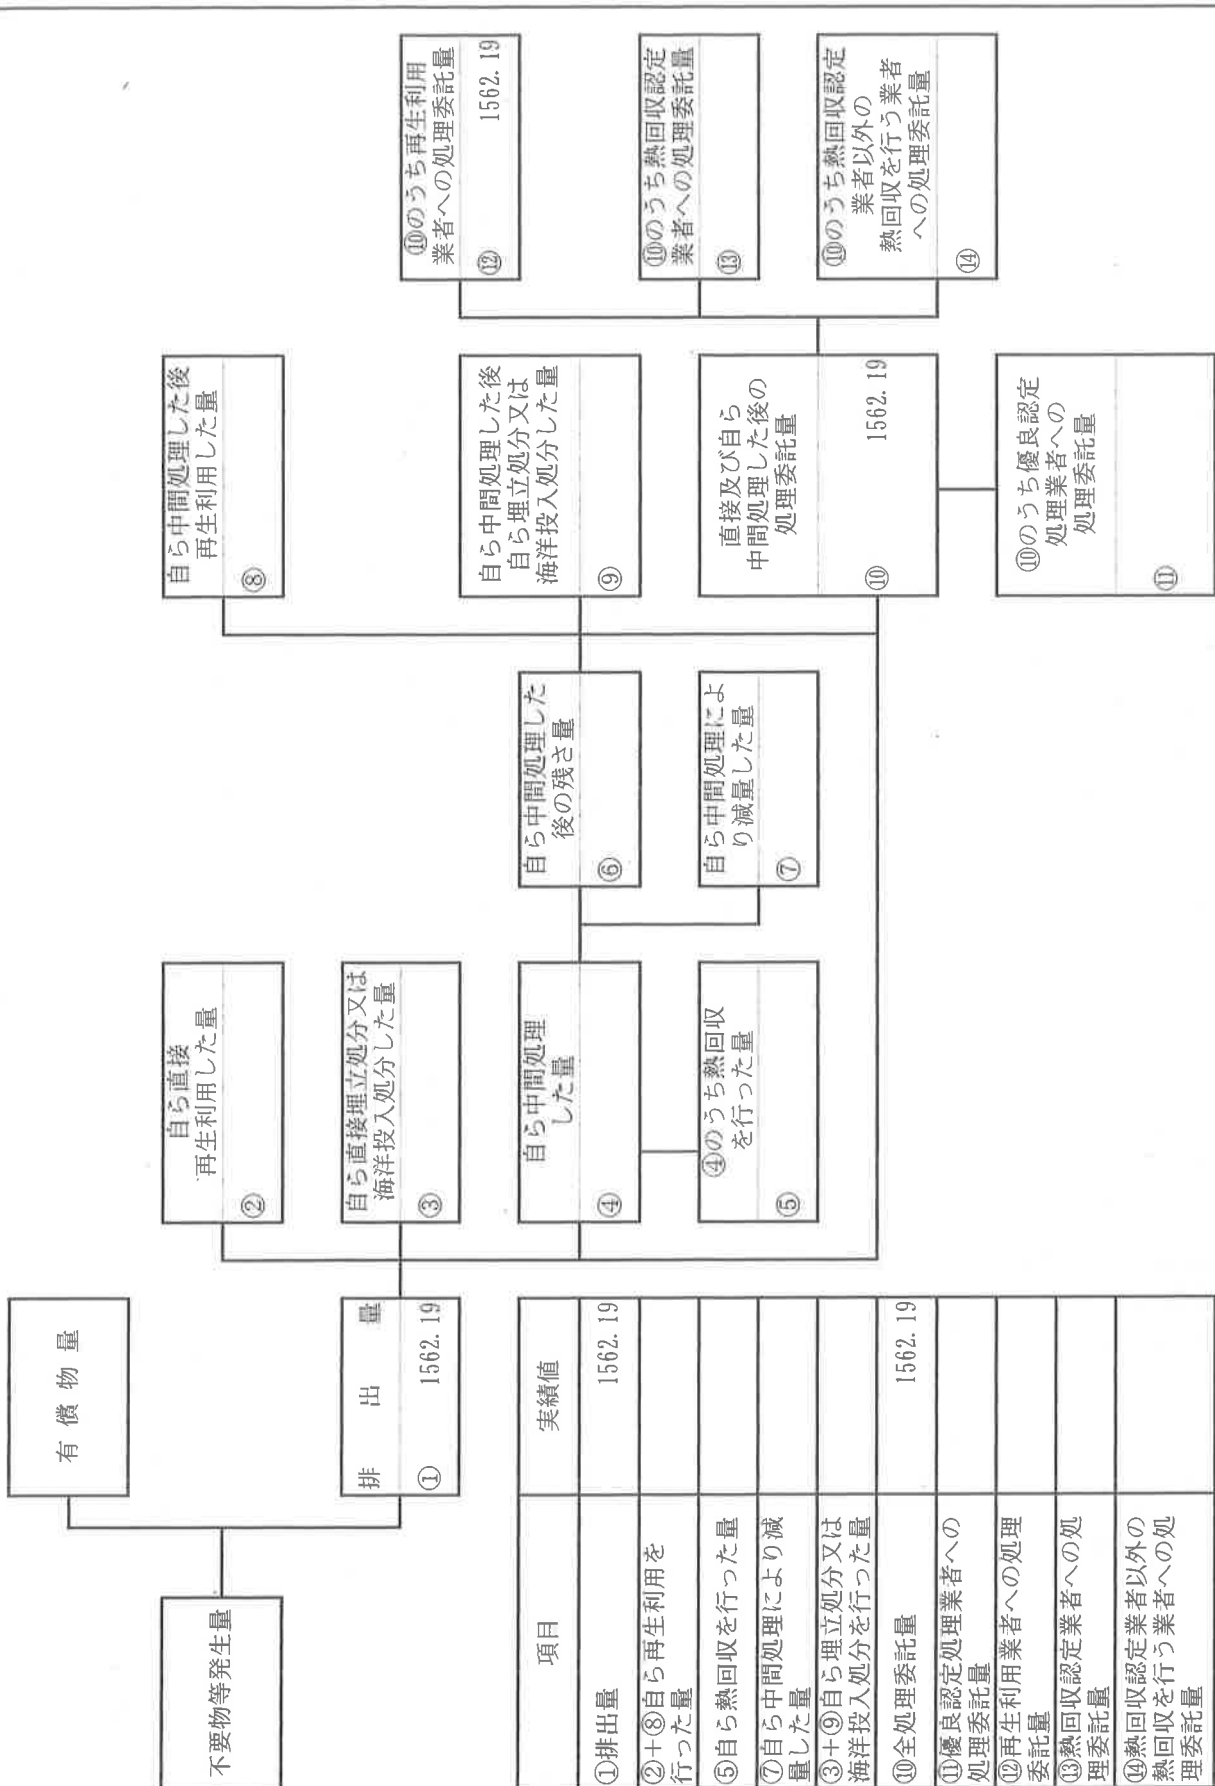 不要物等発生量
有償物量
排出量
① 1562.19
自ら直接
再生利用した量
②
自ら直接埋立処分又は
海洋投入処分した量
③
自ら中間処理
した量
④
④のうち熱回収
を行った量
⑤
自ら中間処理した
後の残さ量
⑥
自ら中間処理によ
り減量した量
⑦
自ら中間処理した後
再生利用した量
⑧
自ら中間処理した後
自ら埋立処分又は
海洋投入処分した量
⑨
直接及び自ら
中間処理した後の
処理委託量
⑩ 1562.19
⑩のうち優良認定
処理業者への
処理委託量
⑪
⑩のうち再生利用
業者への処理委託量
⑫ 1562.19
⑩のうち熱回収認定
業者への処理委託量
⑬
⑩のうち熱回収認定
業者以外の
熱回収を行う業者
への処理委託量
⑭
項目 実績値
①排出量 1562.19
②+⑧自ら再生利用を
行った量
⑤自ら熱回収を行った量
⑦自ら中間処理により減
量した量
③+⑨自ら埋立処分又は
海洋投入処分を行った量
⑩全処理委託量 1562.19
⑪優良認定処理業者への
処理委託量
⑫再生利用業者への処理
委託量
⑬熱回収認定業者への処
理委託量
⑭熱回収認定業者以外の
熱回収を行う業者への処
理委託量